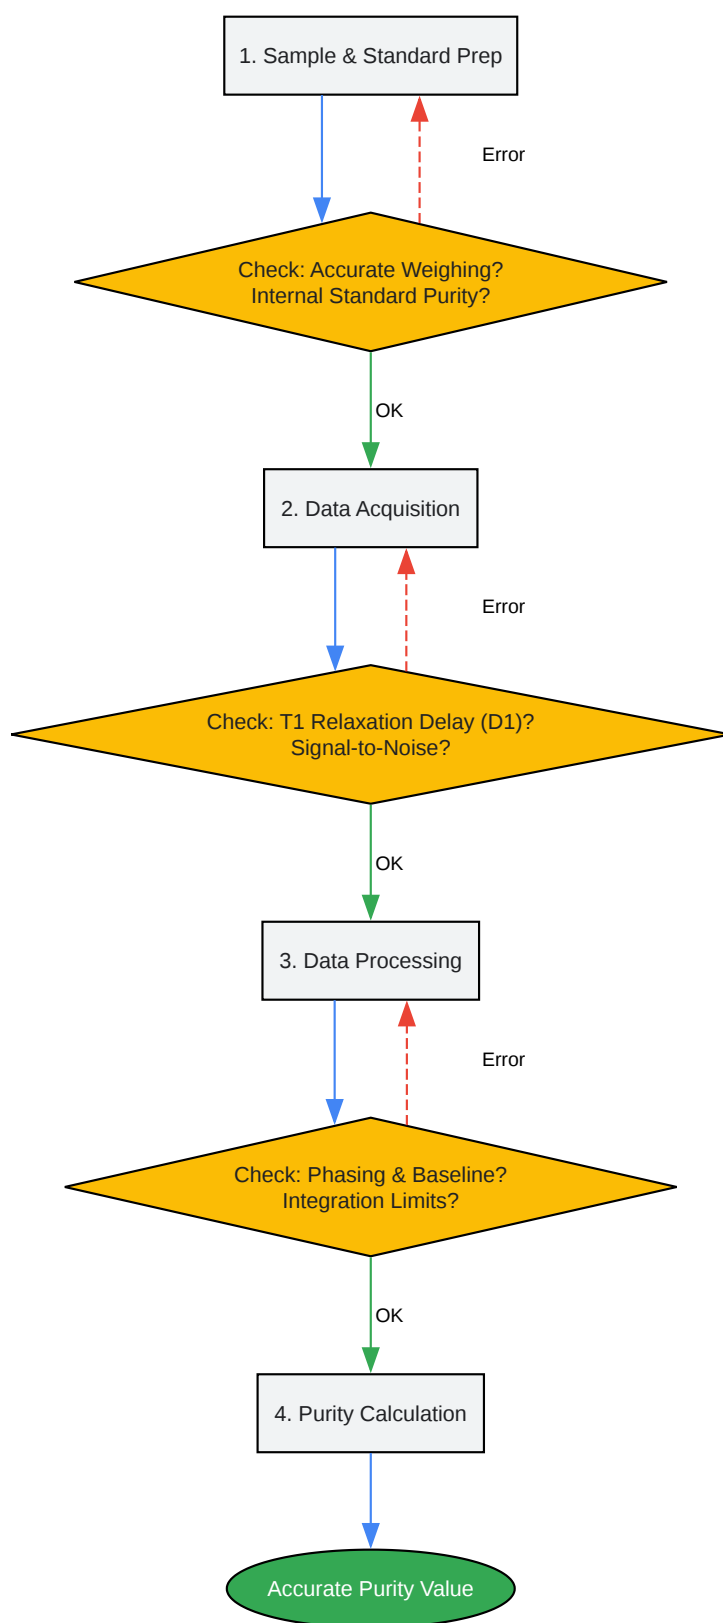 1. Sample & Standard Prep
Error
Check: Accurate Weighing?
Internal Standard Purity?
OK
2. Data Acquisition
Error
Check: T1 Relaxation Delay (D1)?
Signal-to-Noise?
OK
3. Data Processing
Error
Check: Phasing & Baseline?
Integration Limits?
OK
4. Purity Calculation
Accurate Purity Value